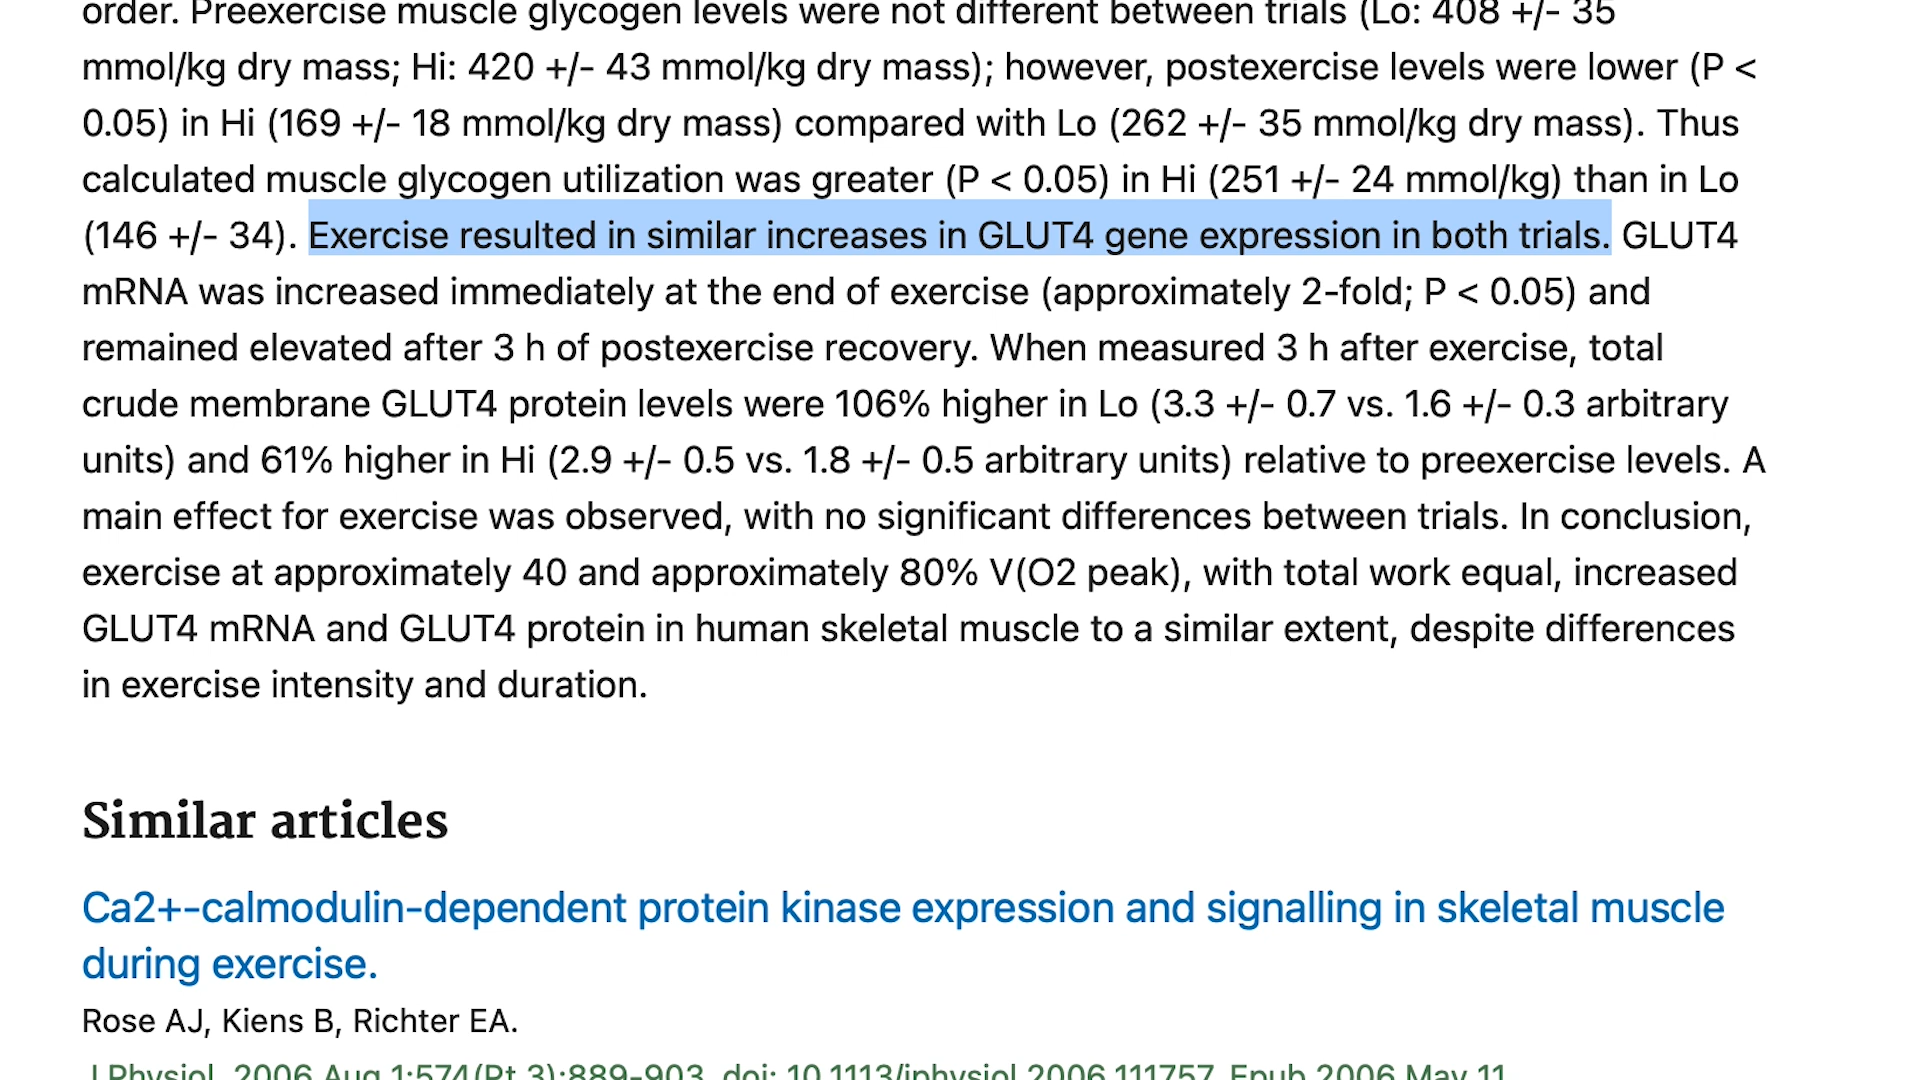 order. Preexercise muscle glycogen levels were not different between trials (Lo: 408 +/- 35
mmol/kg dry mass; Hi: 420 +/- 43 mmol/kg dry mass); however, postexercise levels were lower (P <
0.05) in Hi (169 +/- 18 mmol/kg dry mass) compared with Lo (262 +/- 35 mmol/kg dry mass). Thus
calculated muscle glycogen utilization was greater (P < 0.05) in Hi (251 +/- 24 mmol/kg) than in Lo
(146 +/- 34). Exercise resulted in similar increases in GLUT4 gene expression in both trials. GLUT4
mRNA was increased immediately at the end of exercise (approximately 2-fold; P < 0.05) and
remained elevated after 3 h of postexercise recovery. When measured 3 h after exercise, total
crude membrane GLUT4 protein levels were 106% higher in Lo (3.3 +/- 0.7 vs. 1.6 +/- 0.3 arbitrary
units) and 61% higher in Hi (2.9 +/- 0.5 vs. 1.8 +/- 0.5 arbitrary units) relative to preexercise levels. A
main effect for exercise was observed, with no significant differences between trials. In conclusion,
exercise at approximately 40 and approximately 80% V(O2 peak), with total work equal, increased
GLUT4 mRNA and GLUT4 protein in human skeletal muscle to a similar extent, despite differences
in exercise intensity and duration.
Similar articles
Ca2+-calmodulin-dependent protein kinase expression and signalling in skeletal muscle
during exercise.
Rose AJ, Kiens B, Richter EA.
J Physiol. 2006 Aug 1;574(Pt 3):889-903. doi: 10.1113/jphysiol.2006.111757. Epub 2006 May 11.